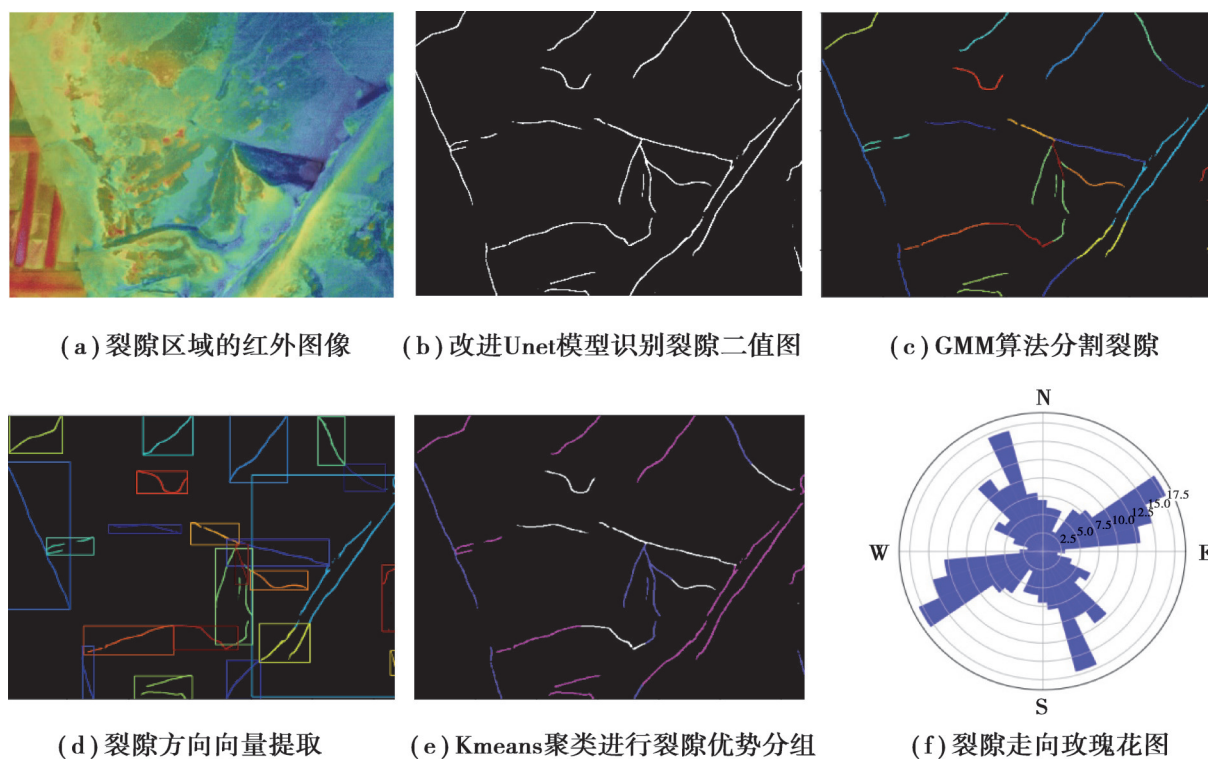 (a)裂隙区域的红外图像
(b)改进Unet模型识别裂隙二值图
(c)GMM算法分割裂隙
N
W
E
S
2.5
5.0
7.5
10.0
12.5
15.0
17.5
(d)裂隙方向向量提取
(e)Kmeans聚类进行裂隙优势分组
(f)裂隙走向玫瑰花图